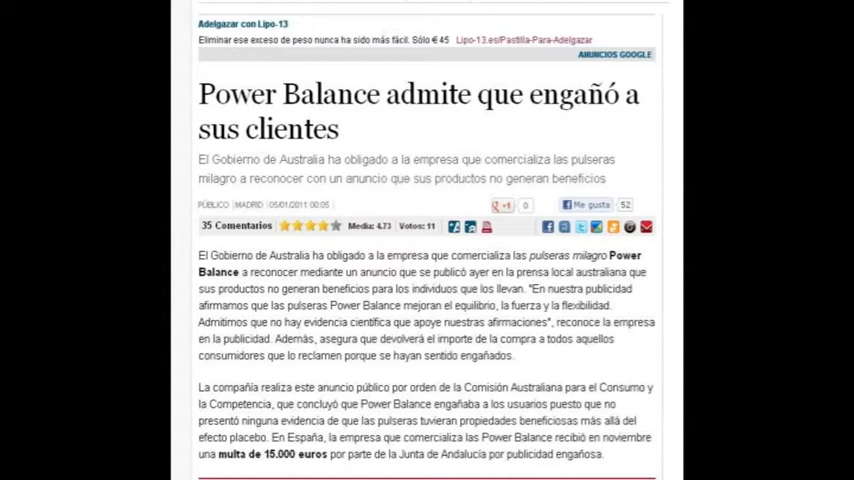 Adelgazar con Lipo-13
Eliminar ese exceso de peso nunca ha sido más fácil. Sólo € 45 Lipo-13.es/Pastilla-Para-Adelgazar
ANUNCIOS GOOGLE
Power Balance admite que engañó a
sus clientes
El Gobierno de Australia ha obligado a la empresa que comercializa las pulseras
milagro a reconocer con un anuncio que sus productos no generan beneficios
PÚBLICO MADRID 05/01/2011 00:05
+1 0 Me gusta 52
35 Comentarios Media: 4.73 Votos: 11
El Gobierno de Australia ha obligado a la empresa que comercializa las pulseras milagro Power
Balance a reconocer mediante un anuncio que se publicó ayer en la prensa local australiana que
sus productos no generan beneficios para los individuos que los llevan. "En nuestra publicidad
afirmamos que las pulseras Power Balance mejoran el equilibrio, la fuerza y la flexibilidad.
Admitimos que no hay evidencia científica que apoye nuestras afirmaciones", reconoce la empresa
en la publicidad. Además, asegura que devolverá el importe de la compra a todos aquellos
consumidores que lo reclamen porque se hayan sentido engañados.
La compañía realiza este anuncio público por orden de la Comisión Australiana para el Consumo y
la Competencia, que concluyó que Power Balance engañaba a los usuarios puesto que no
presentó ninguna evidencia de que las pulseras tuvieran propiedades beneficiosas más allá del
efecto placebo. En España, la empresa que comercializa las Power Balance recibió en noviembre
una multa de 15.000 euros por parte de la Junta de Andalucía por publicidad engañosa.